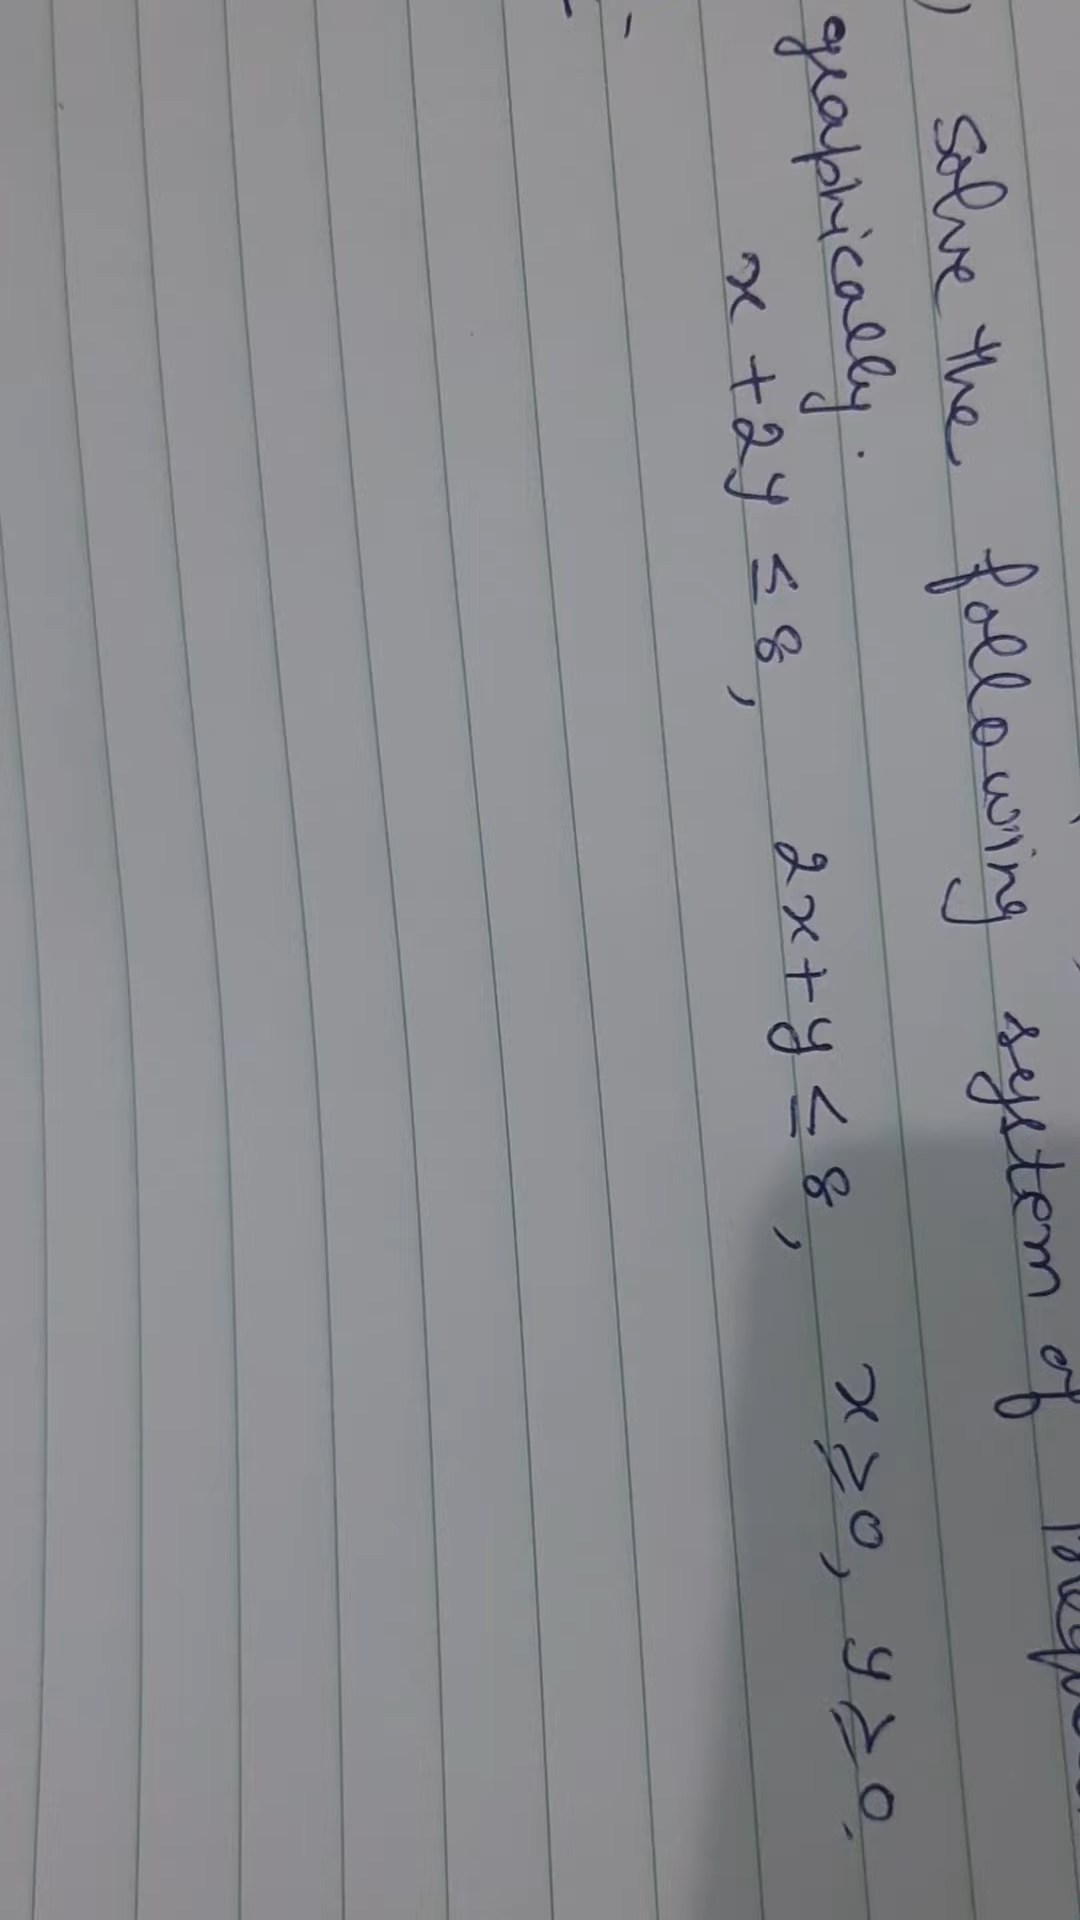 ) Solve the following system of
graphically.
x + 2y ≤ 8, 2x + y ≤ 8, x ≥ 0, y ≥ 0.